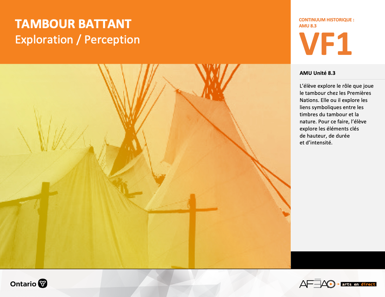 TAMBOUR BATTANT
Exploration / Perception
CONTINUUM HISTORIQUE :
AMU 8.3
VF1
AMU Unité 8.3
L'élève explore le rôle que joue
le tambour chez les Premières
Nations. Elle ou il explore les
liens symboliques entre les
timbres du tambour et la
nature. Pour ce faire, l'élève
explore les éléments clés
de hauteur, de durée
et d'intensité.
Ontario
AFEAO - arts en direct